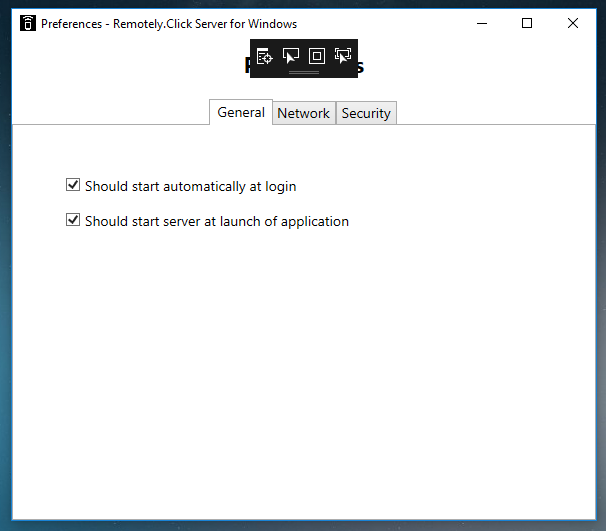 Preferences - Remotely.Click Server for Windows
General Network Security
Should start automatically at login
Should start server at launch of application